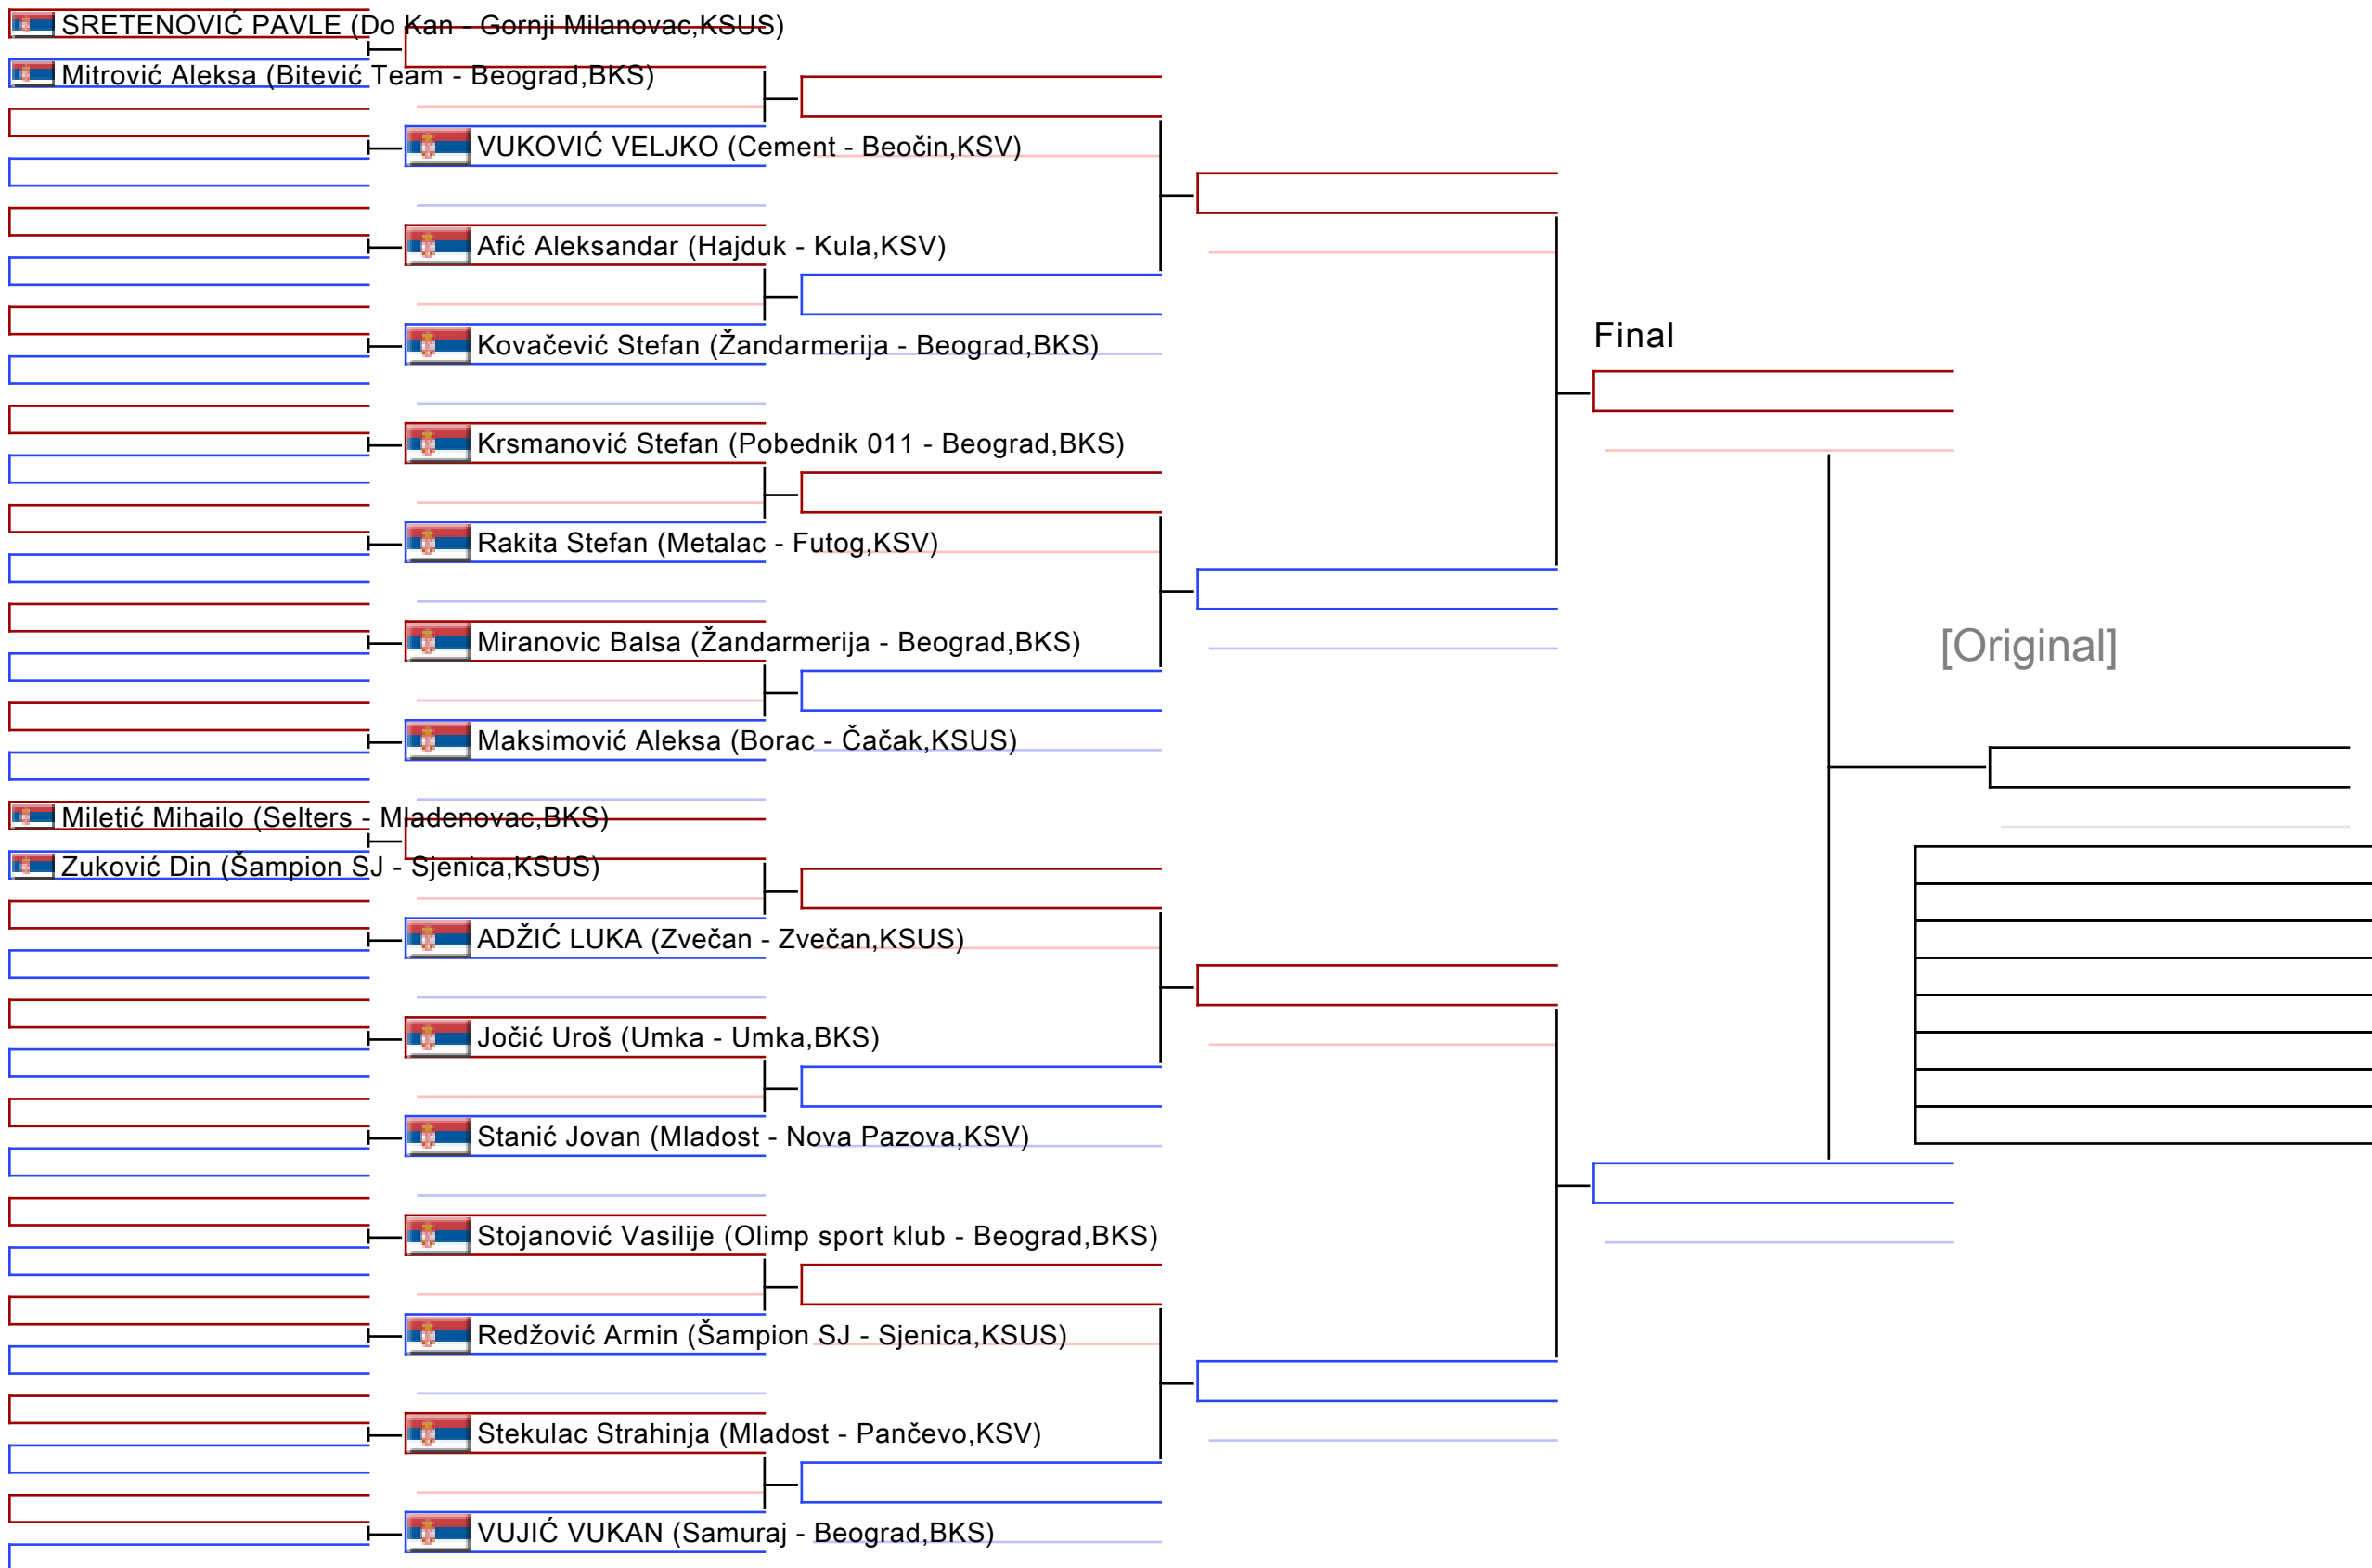 SRETENOVIĆ PAVLE (Do Kan - Gornji Milanovac,KSUS)
Mitrović Aleksa (Bitević Team - Beograd,BKS)
VUKOVIĆ VELJKO (Cement - Beočin,KSV)
Afić Aleksandar (Hajduk - Kula,KSV)
Kovačević Stefan (Žandarmerija - Beograd,BKS)
Final
Krsmanović Stefan (Pobednik 011 - Beograd,BKS)
Rakita Stefan (Metalac - Futog,KSV)
Miranovic Balsa (Žandarmerija - Beograd,BKS)
[Original]
Maksimović Aleksa (Borac - Čačak,KSUS)
Miletić Mihailo (Selters - Mladenovac,BKS)
Zuković Din (Šampion SJ - Sjenica,KSUS)
ADŽIĆ LUKA (Zvečan - Zvečan,KSUS)
Jočić Uroš (Umka - Umka,BKS)
Stanić Jovan (Mladost - Nova Pazova,KSV)
Stojanović Vasilije (Olimp sport klub - Beograd,BKS)
Redžović Armin (Šampion SJ - Sjenica,KSUS)
Stekulac Strahinja (Mladost - Pančevo,KSV)
VUJIĆ VUKAN (Samuraj - Beograd,BKS)